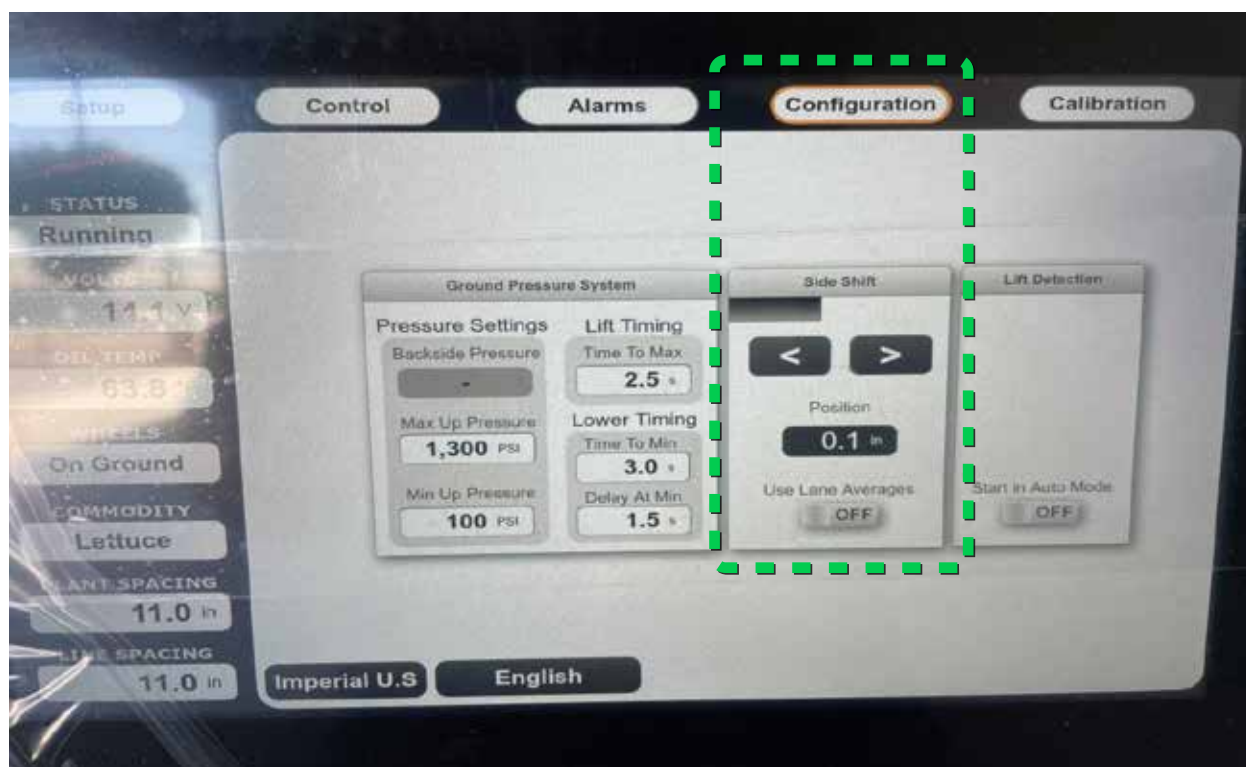 Setup
Control
Alarms
Configuration
Calibration
STATUS
Running
VOLTS
14.1 V
OIL TEMP
63.8
WHEELS
On Ground
COMMODITY
Lettuce
PLANT SPACING
11.0 in
LINE SPACING
11.0 in
Ground Pressure System
Pressure Settings
Backside Pressure
-
Max Up Pressure
1,300 PSI
Min Up Pressure
100 PSI
Lift Timing
Time To Max
2.5 s
Lower Timing
Time To Min
3.0 s
Delay At Min
1.5 s
Side Shift
< >
Position
0.1 in
Use Lane Averages
OFF
Lift Detection
Start in Auto Mode
OFF
Imperial U.S
English